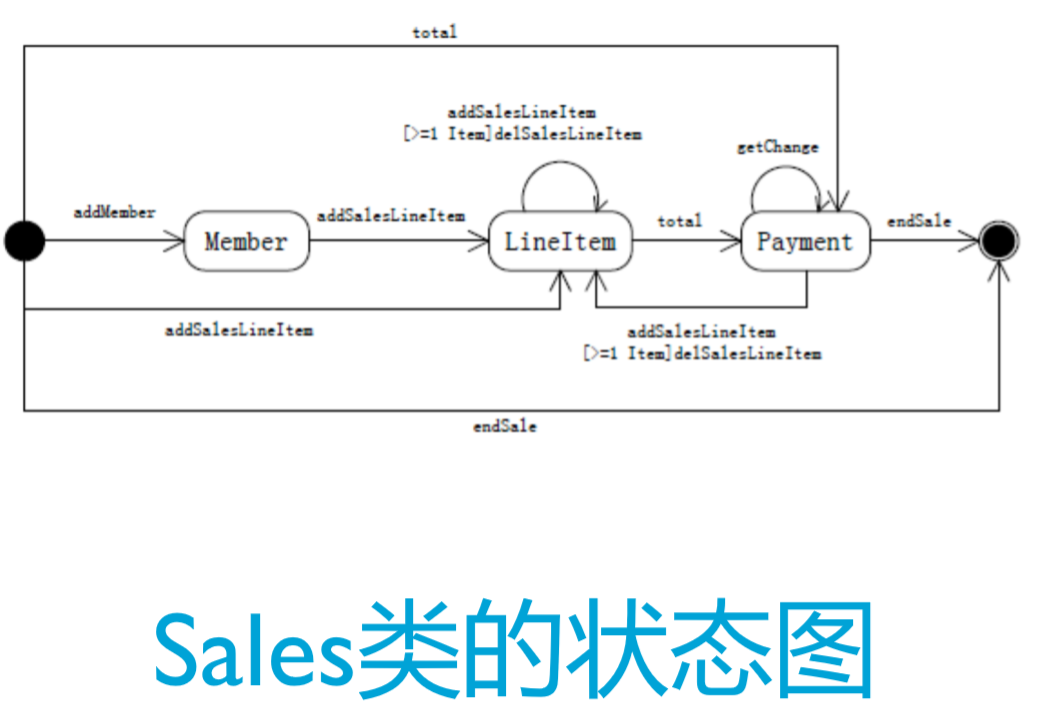 total
addSalesLineItem
[>=1 Item]delSalesLineItem
getChange
addMember
addSalesLineItem
total
endSale
Member
LineItem
Payment
addSalesLineItem
addSalesLineItem
[>=1 Item]delSalesLineItem
endSale
Sales类的状态图